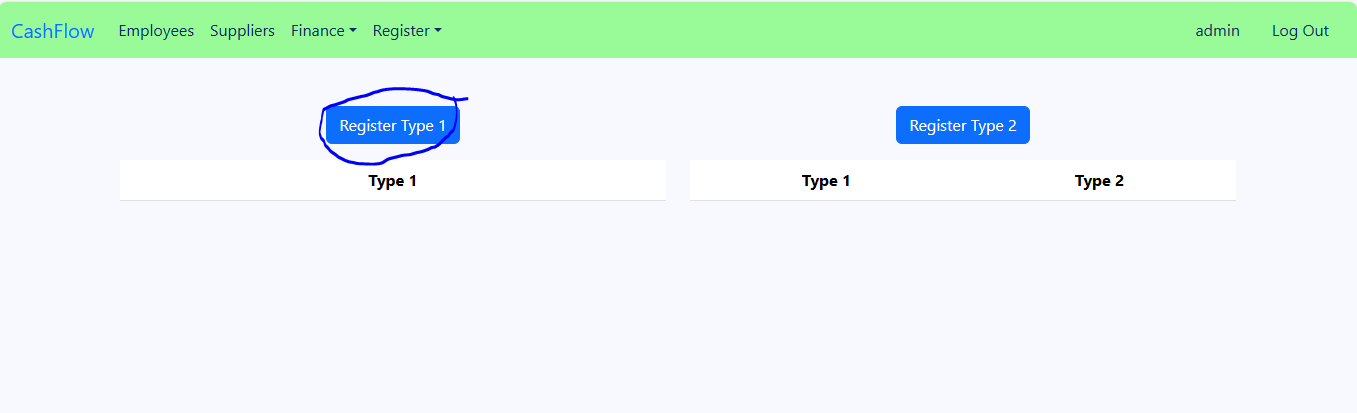 CashFlow Employees Suppliers Finance Register admin Log Out
Register Type 1 Register Type 2
Type 1 Type 1 Type 2